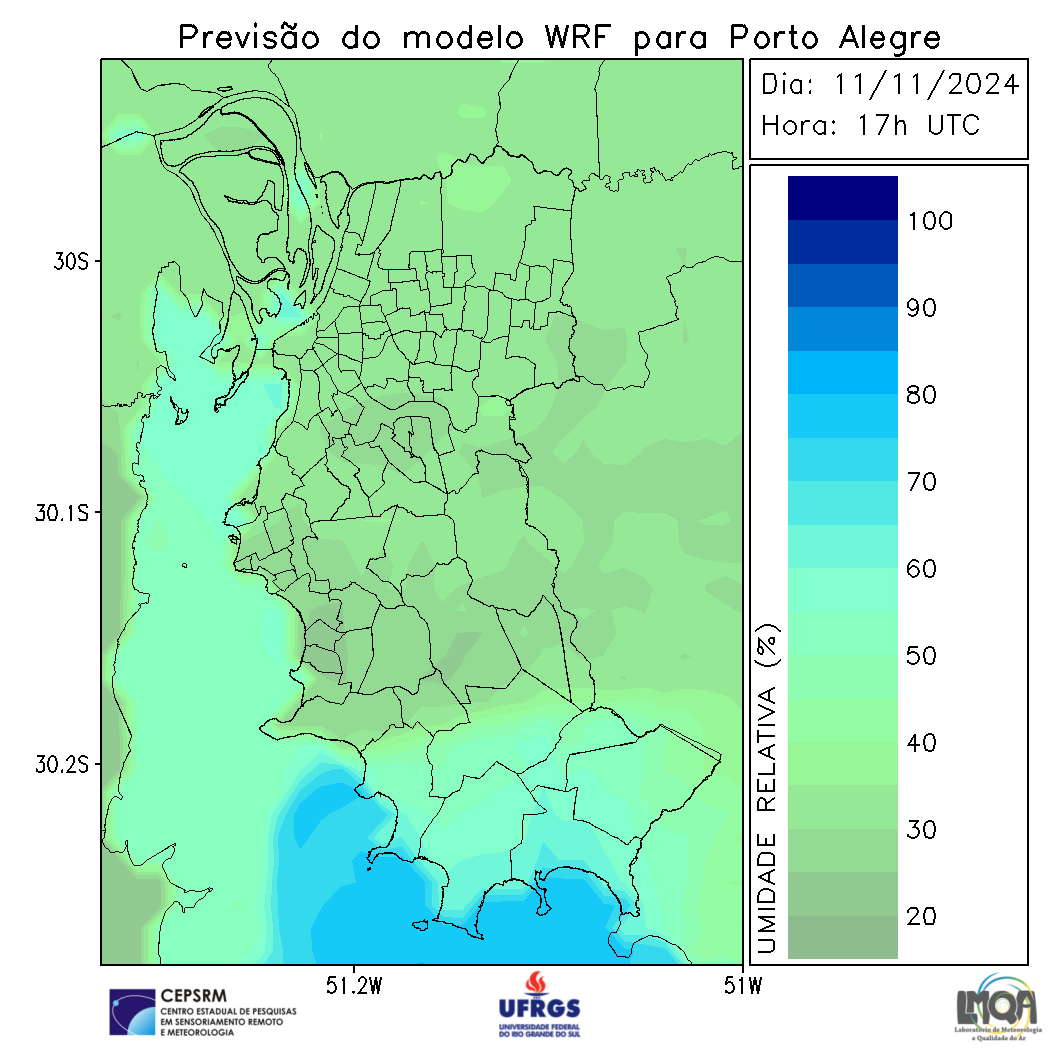 Previsão do modelo WRF para Porto Alegre
Dia: 11/11/2024
Hora: 17h UTC
100
90
80
70
60
50
40
30
20
UMIDADE RELATIVA (%)
30S
30.1S
30.2S
51.2W
51W
CEPSRM
CENTRO ESTADUAL DE PESQUISAS
EM SENSORIAMENTO REMOTO
E METEOROLOGIA
UFRGS
UNIVERSIDADE FEDERAL
DO RIO GRANDE DO SUL
LMQA
Laboratório de Meteorologia
e Qualidade do Ar